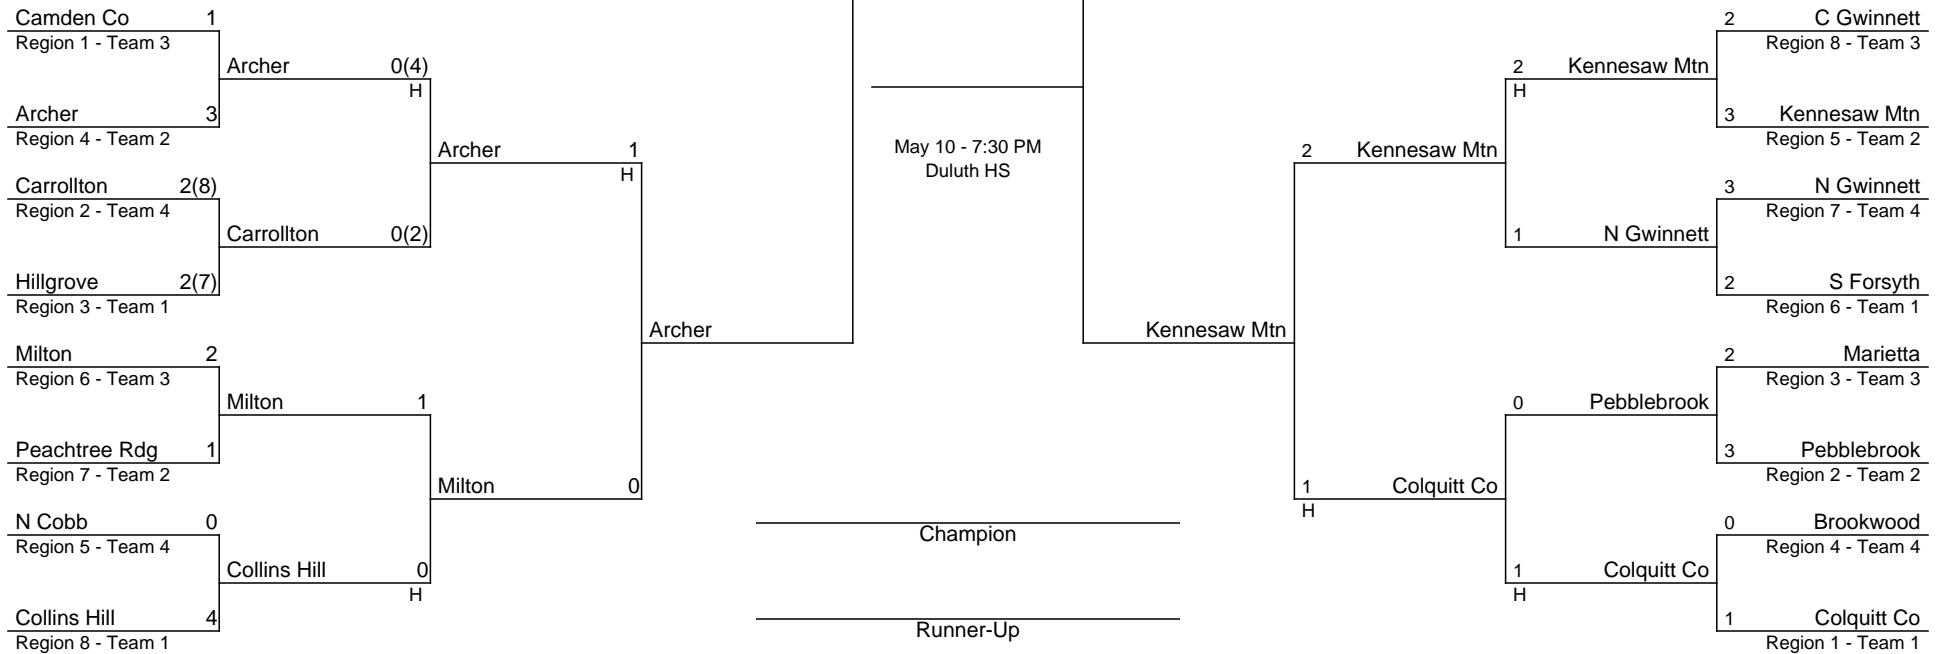 Camden Co 1
Region 1 - Team 3
Archer 3
Region 4 - Team 2
Carrollton 2(8)
Region 2 - Team 4
Hillgrove 2(7)
Region 3 - Team 1
Milton 2
Region 6 - Team 3
Peachtree Rdg 1
Region 7 - Team 2
N Cobb 0
Region 5 - Team 4
Collins Hill 4
Region 8 - Team 1
Archer 0(4)
H
Carrollton 0(2)
Milton 1
Collins Hill 0
H
Archer 1
H
Milton 0
Archer
May 10 - 7:30 PM
Duluth HS
Champion
Runner-Up
Kennesaw Mtn
2 Kennesaw Mtn
1 Colquitt Co
H
2 Kennesaw Mtn
H
1 N Gwinnett
0 Pebblebrook
1 Colquitt Co
H
2 C Gwinnett
Region 8 - Team 3
3 Kennesaw Mtn
Region 5 - Team 2
3 N Gwinnett
Region 7 - Team 4
2 S Forsyth
Region 6 - Team 1
2 Marietta
Region 3 - Team 3
3 Pebblebrook
Region 2 - Team 2
0 Brookwood
Region 4 - Team 4
1 Colquitt Co
Region 1 - Team 1